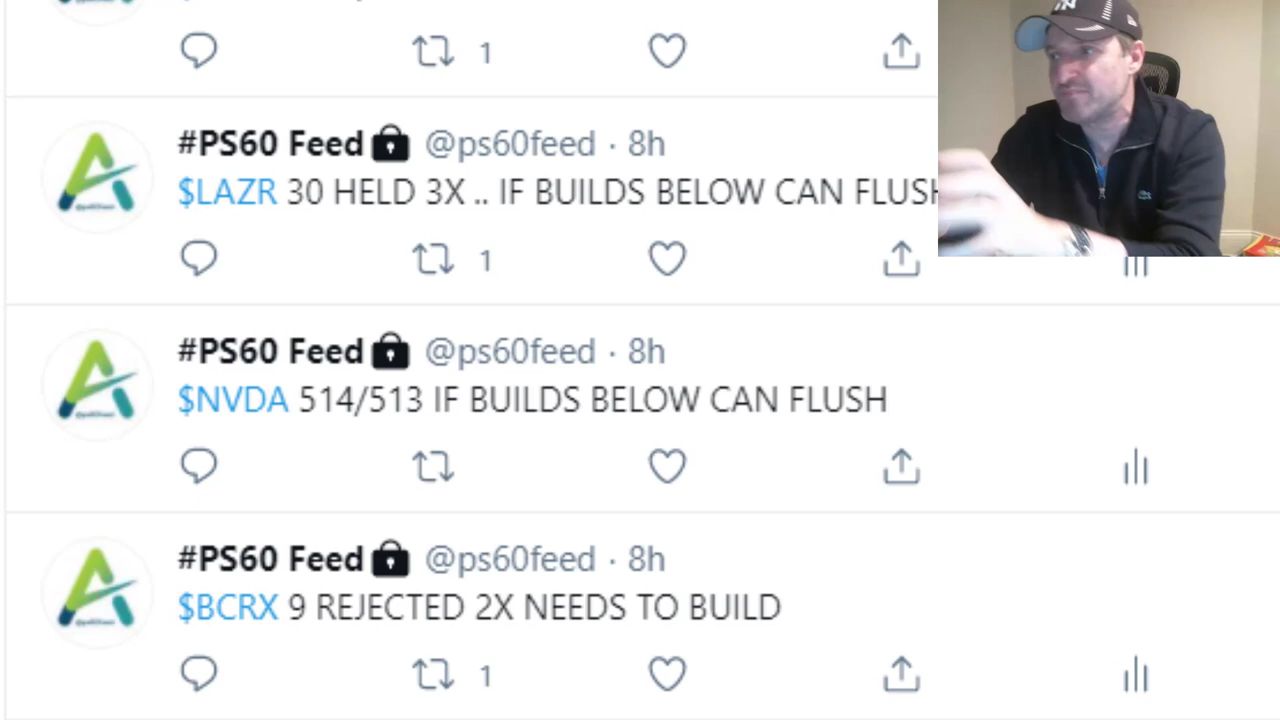 1
#PS60 Feed @ps60feed · 8h
$LAZR 30 HELD 3X .. IF BUILDS BELOW CAN FLUSH
1
#PS60 Feed @ps60feed · 8h
$NVDA 514/513 IF BUILDS BELOW CAN FLUSH
#PS60 Feed @ps60feed · 8h
$BCRX 9 REJECTED 2X NEEDS TO BUILD
1